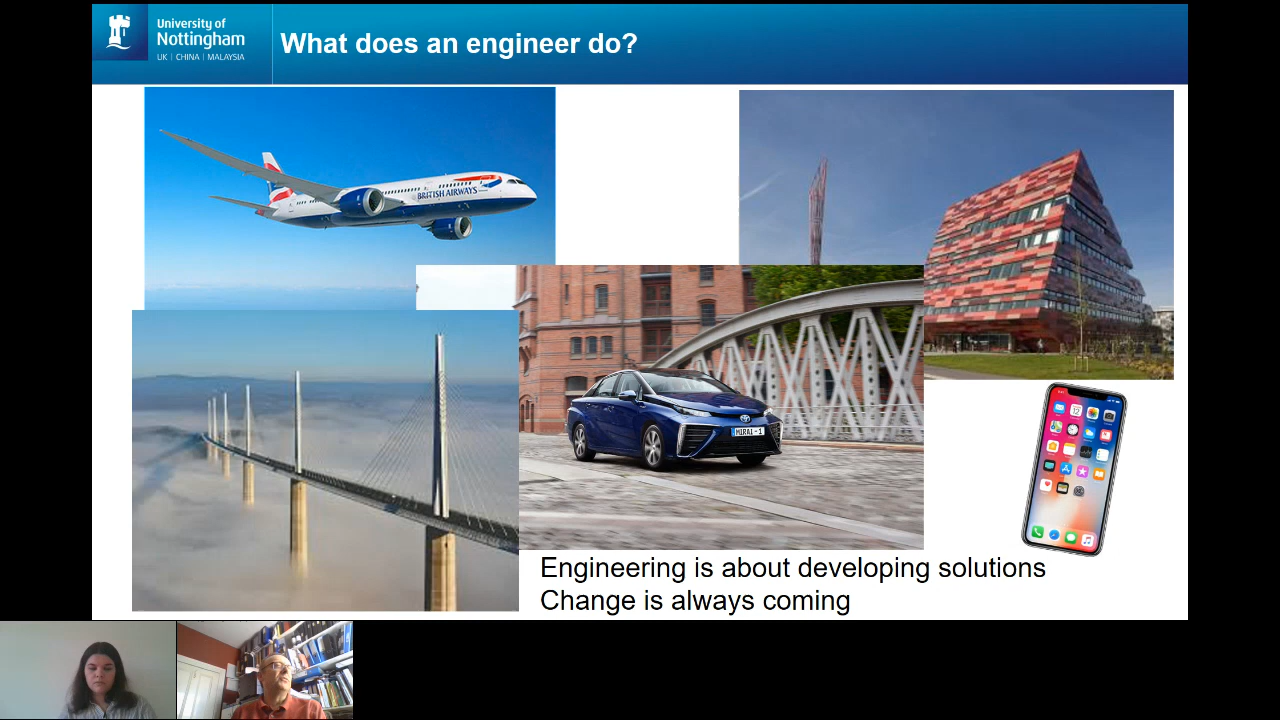 University of
Nottingham
UK | CHINA | MALAYSIA
What does an engineer do?
BRITISH AIRWAYS
MIRAI-1
Engineering is about developing solutions
Change is always coming